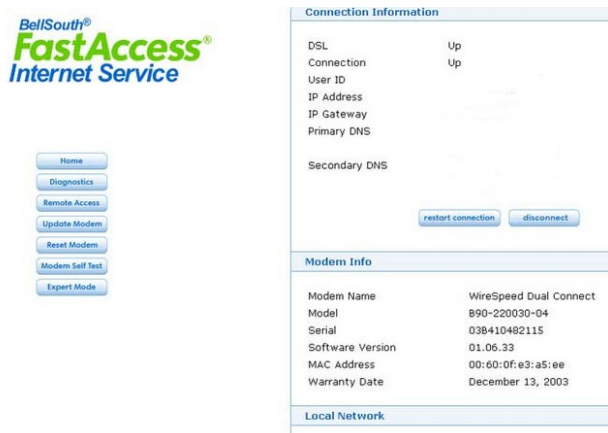 BellSouth®
FastAccess®
Internet Service
Home
Diagnostics
Remote Access
Update Modem
Reset Modem
Modem Self Test
Expert Mode
Connection Information
DSL Up
Connection Up
User ID
IP Address
IP Gateway
Primary DNS
Secondary DNS
restart connection disconnect
Modem Info
Modem Name WireSpeed Dual Connect
Model B90-220030-04
Serial 03B410482115
Software Version 01.06.33
MAC Address 00:60:0f:e3:a5:ee
Warranty Date December 13, 2003
Local Network